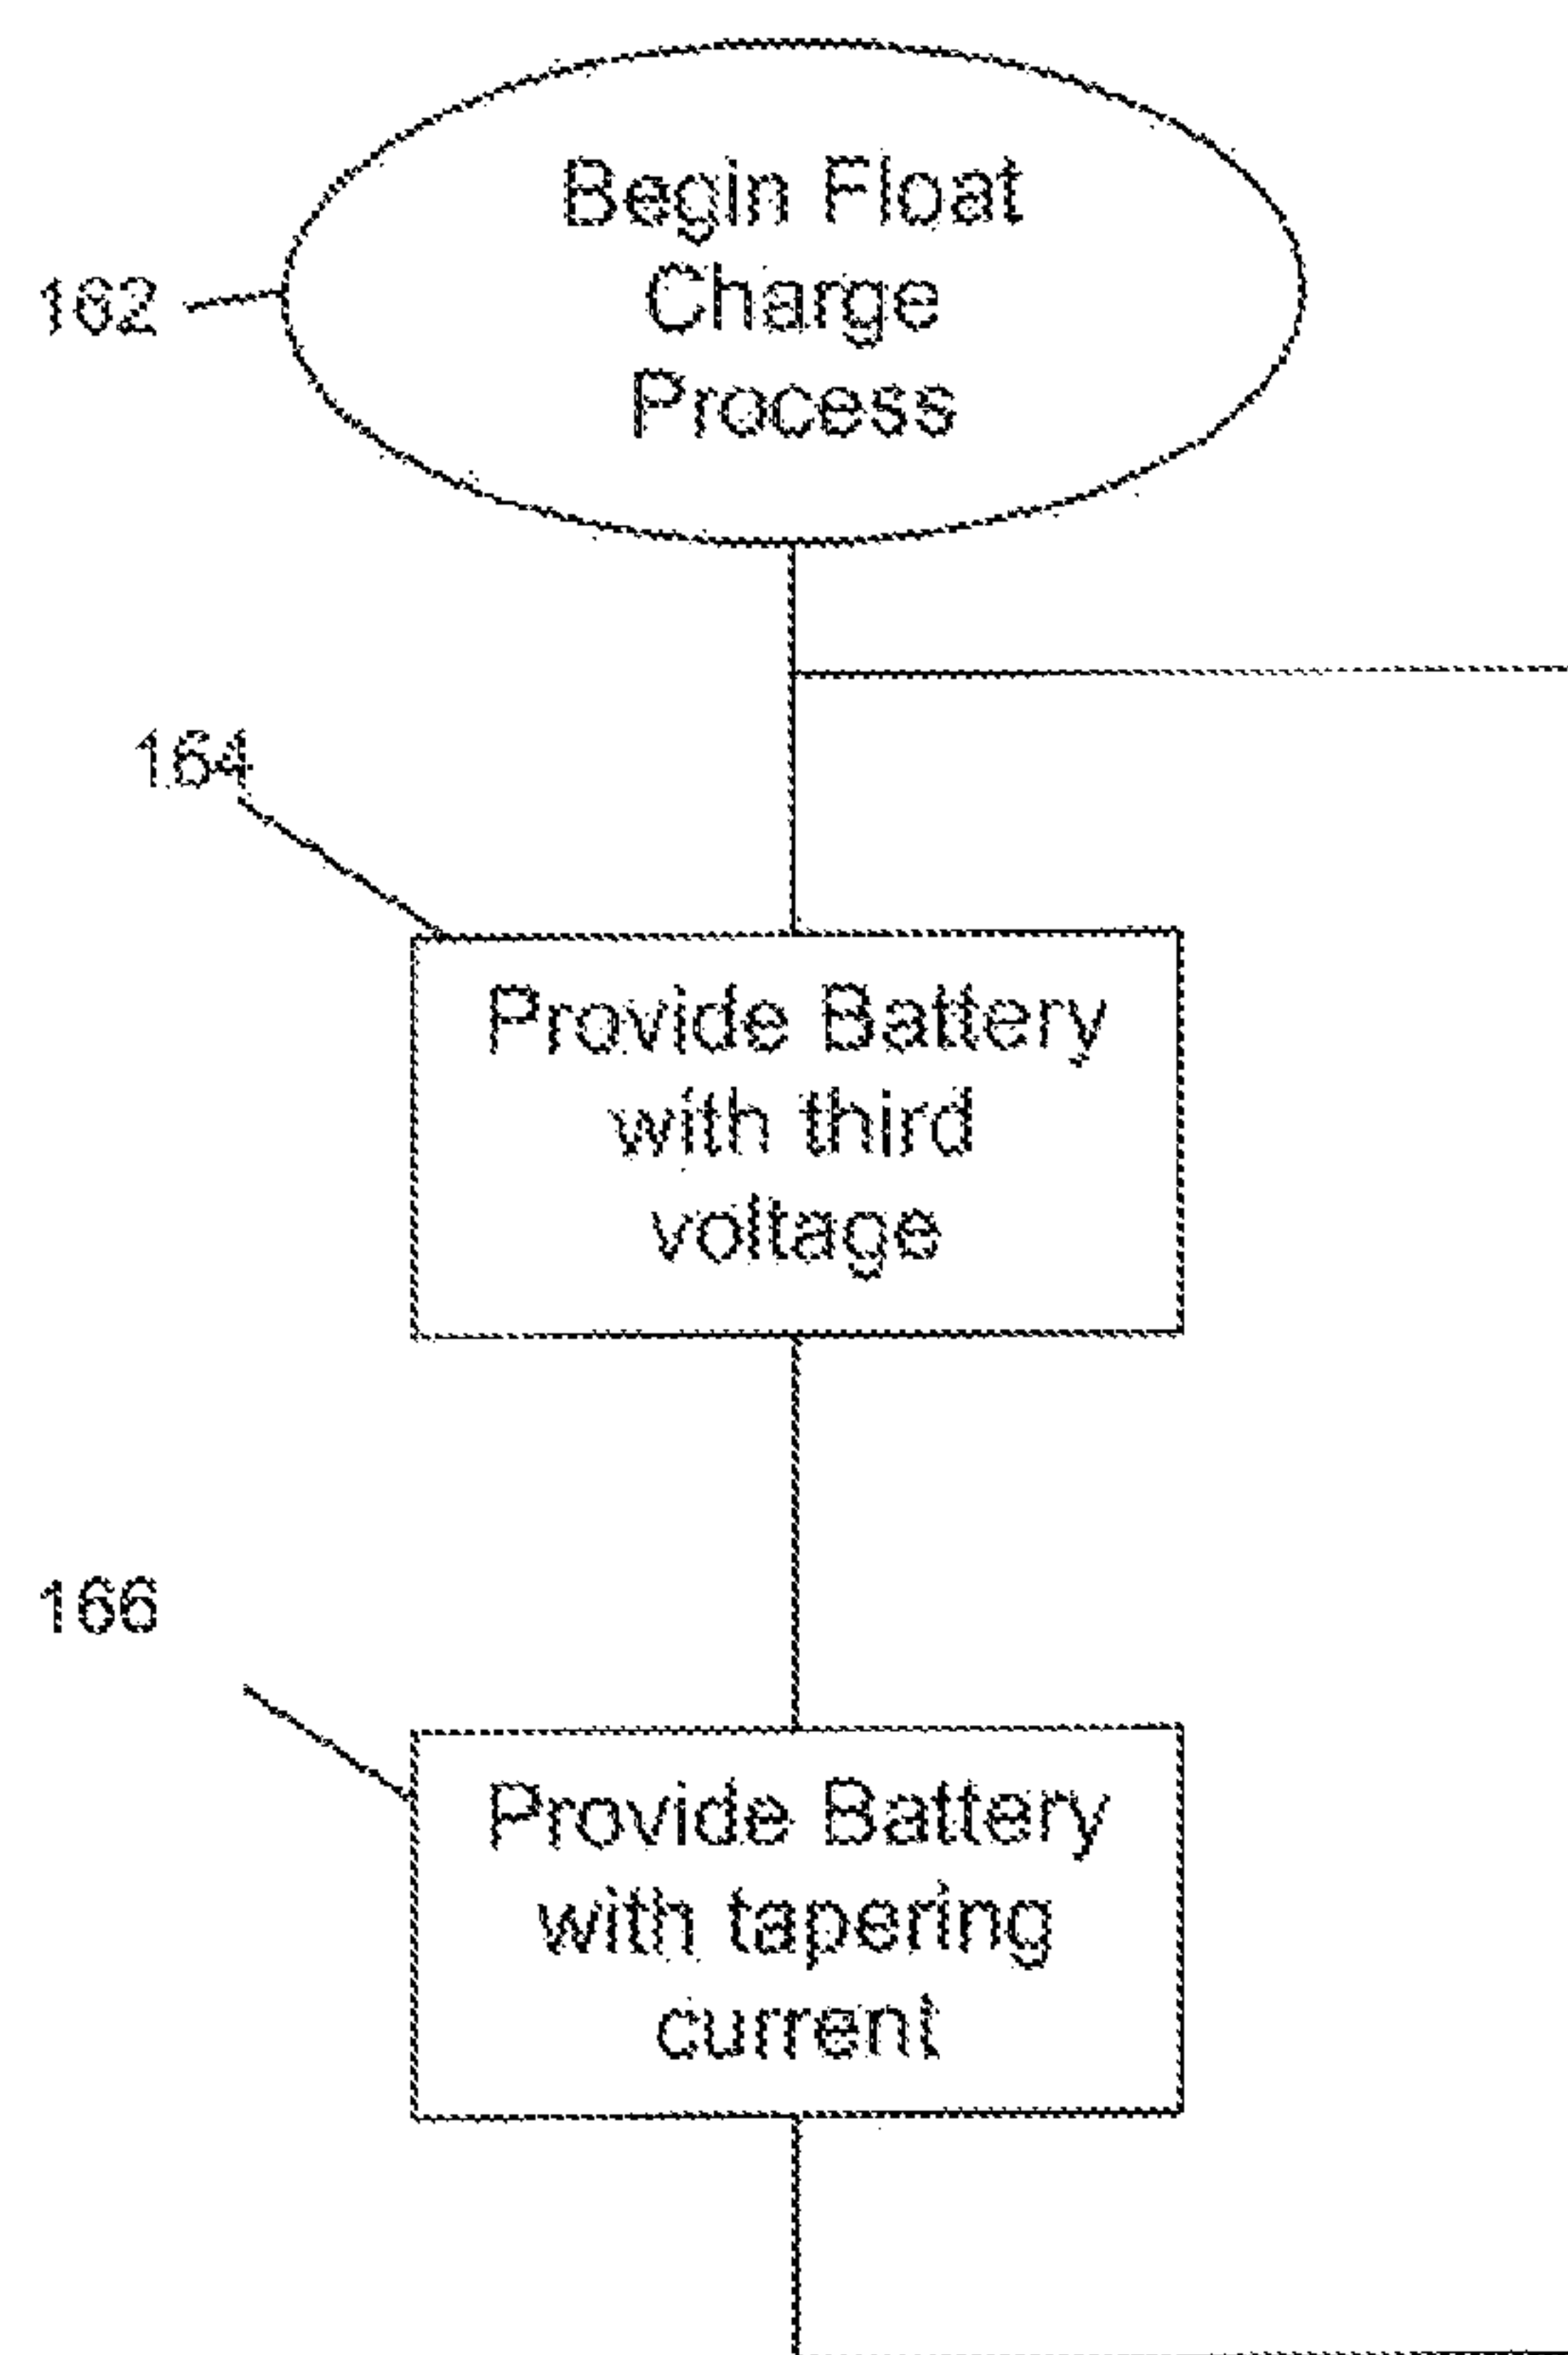 Begin Float
Charge
Process
162
164
Provide Battery
with third
voltage
166
Provide Battery
with tapering
current